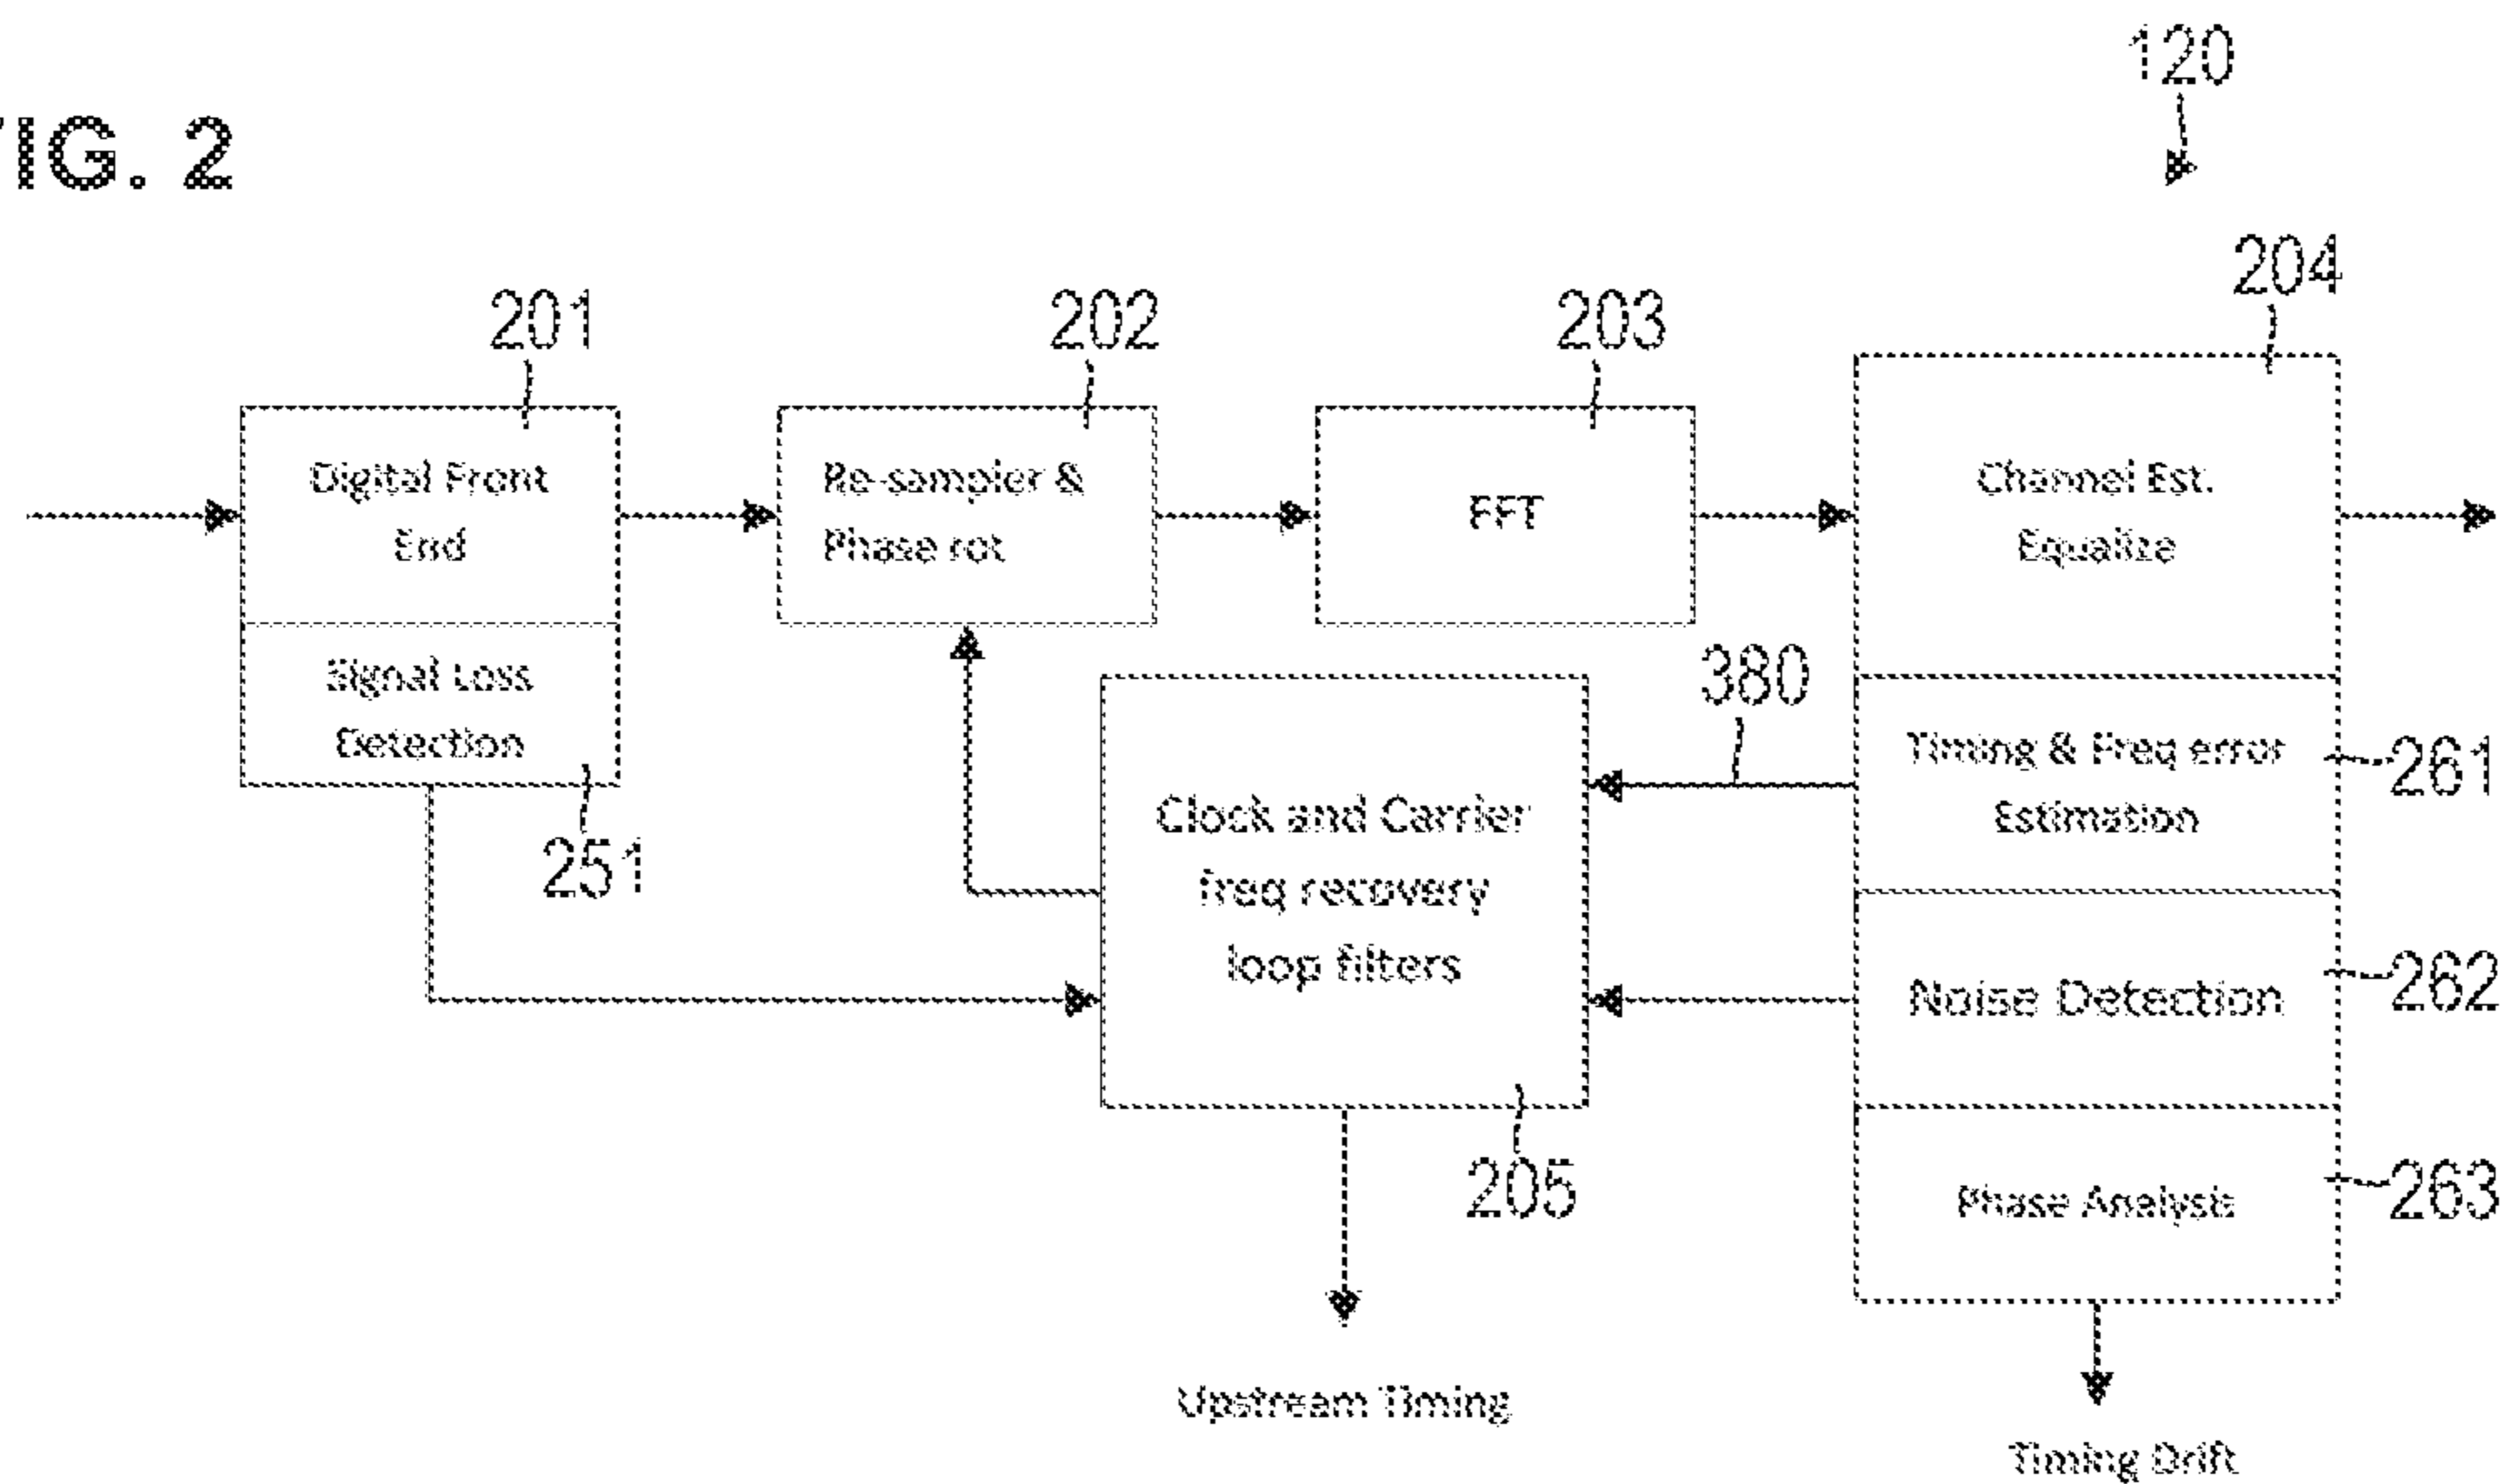 FIG. 2
120
201
202
203
204
Digital Front
End
Re-sampler &
Phase rot
FFT
Channel Est.
Equalize
Signal Loss
Detection
251
380
Timing & Freq error
Estimation
261
Clock and Carrier
freq recovery
loop filters
205
Noise Detection
262
Phase Analysis
263
Upstream Timing
Timing Drift